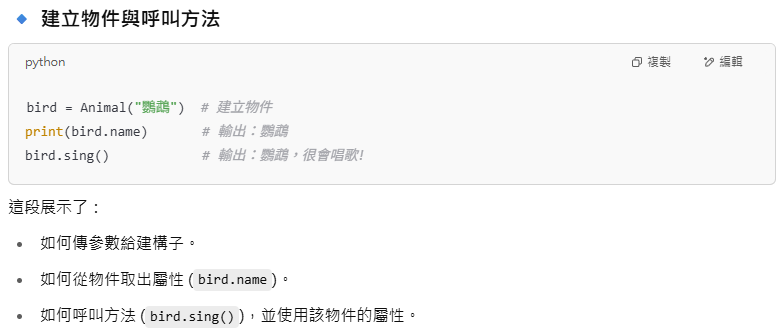 建立物件與呼叫方法
python 複製 編輯
bird = Animal("鸚鵡")  # 建立物件
print(bird.name)       # 輸出：鸚鵡
bird.sing()            # 輸出：鸚鵡，很會唱歌!
這段展示了：
• 如何傳參數給建構子。
• 如何從物件取出屬性 (bird.name)。
• 如何呼叫方法 (bird.sing())，並使用該物件的屬性。